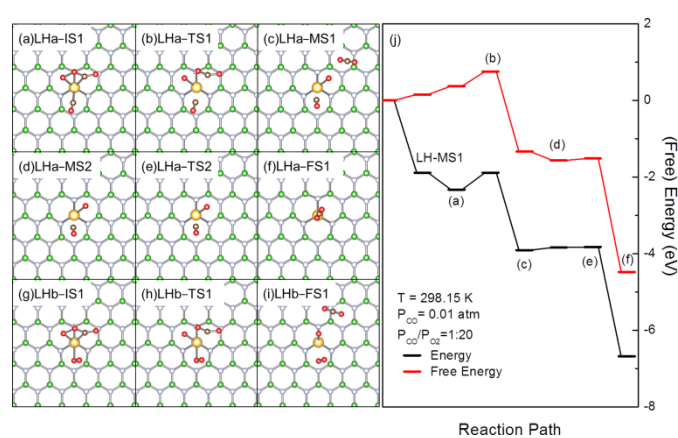 (a)LHa-IS1
(b)LHa-TS1
(c)LHa-MS1
(d)LHa-MS2
(e)LHa-TS2
(f)LHa-FS1
(g)LHb-IS1
(h)LHb-TS1
(i)LHb-FS1
(j)
(b)
LH-MS1
(a)
(d)
(c)
(e)
(f)
T = 298.15 K
P_CO = 0.01 atm
P_CO/P_O2 = 1:20
Energy
Free Energy
2
0
-2
-4
-6
-8
(Free) Energy (eV)
Reaction Path